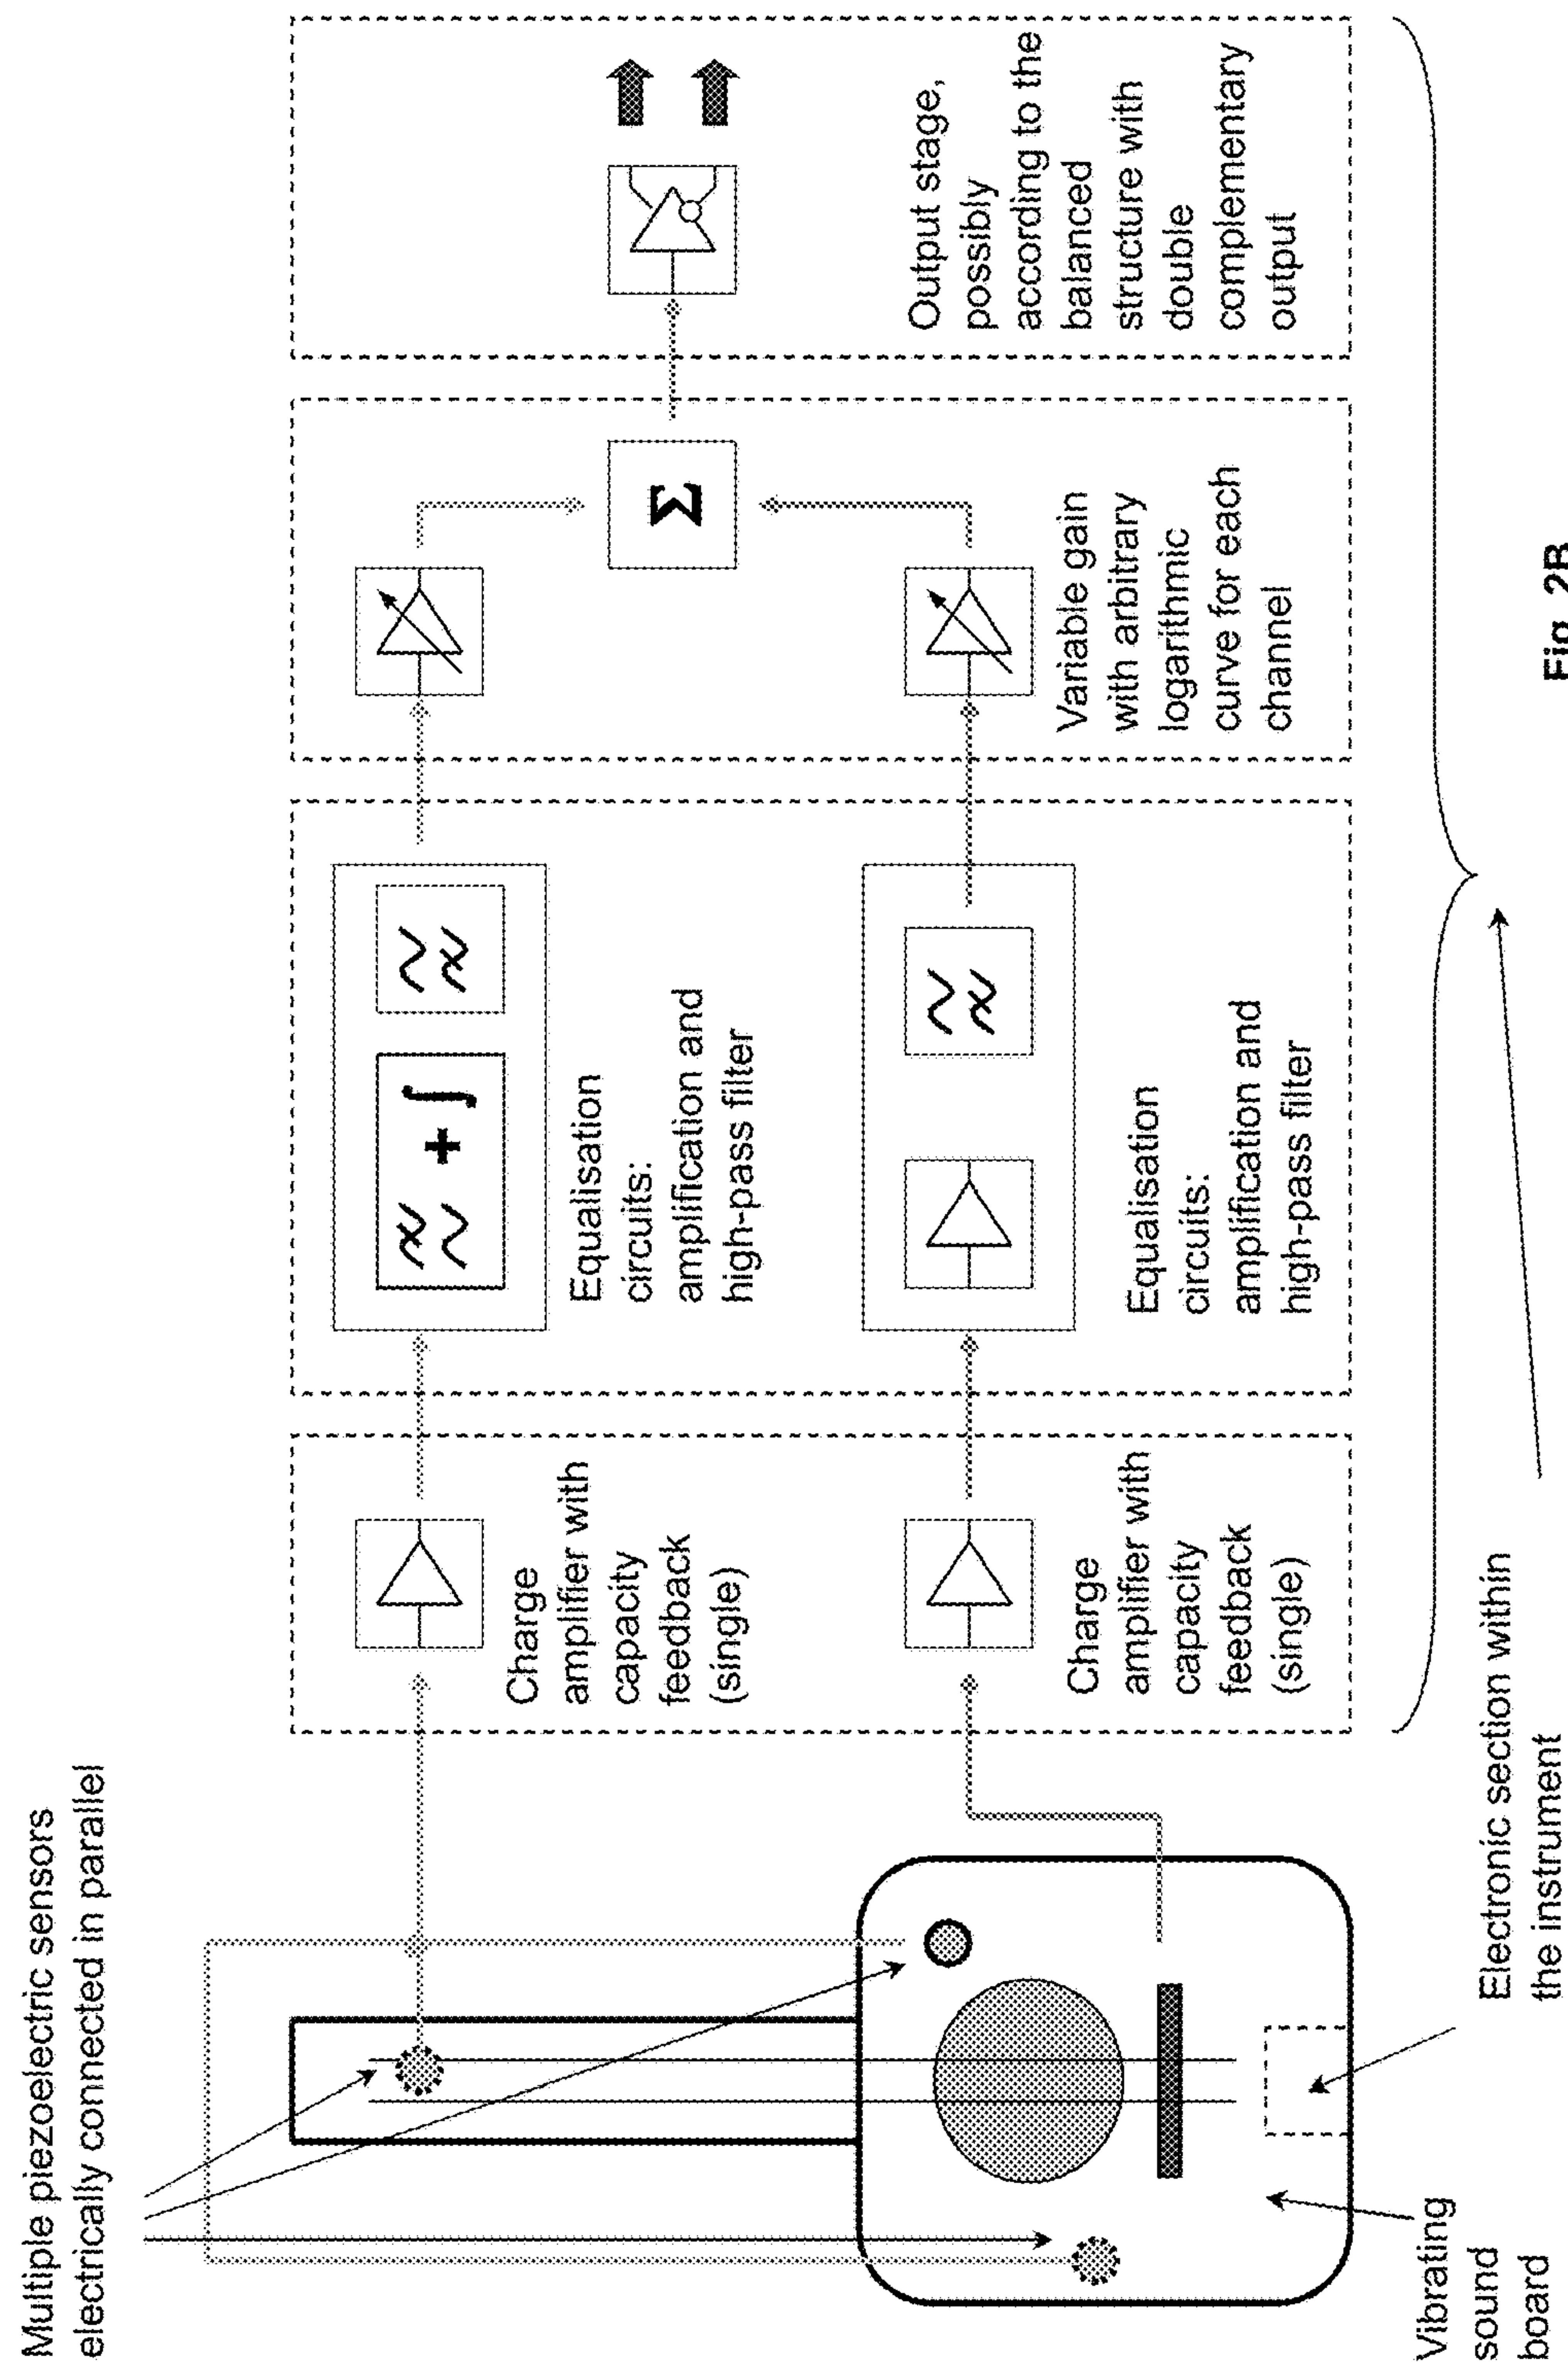 Multiple piezoelectric sensors
electrically connected in parallel
Charge
amplifier with
capacity
feedback
(single)
Equalisation
circuits:
amplification and
high-pass filter
Σ
Charge
amplifier with
capacity
feedback
(single)
Equalisation
circuits:
amplification and
high-pass filter
Variable gain
with arbitrary
logarithmic
curve for each
channel
Output stage,
possibly
according to the
balanced
structure with
double
complementary
output
Vibrating
sound
board
Electronic section within
the instrument
Fig. 2B